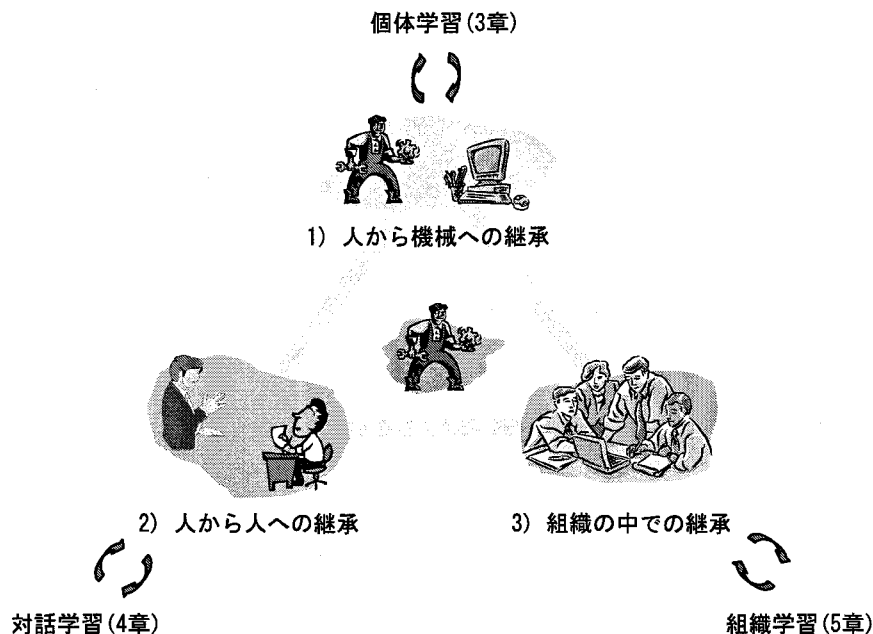 個体学習(3章)
1) 人から機械への継承
2) 人から人への継承
3) 組織の中での継承
対話学習(4章)
組織学習(5章)